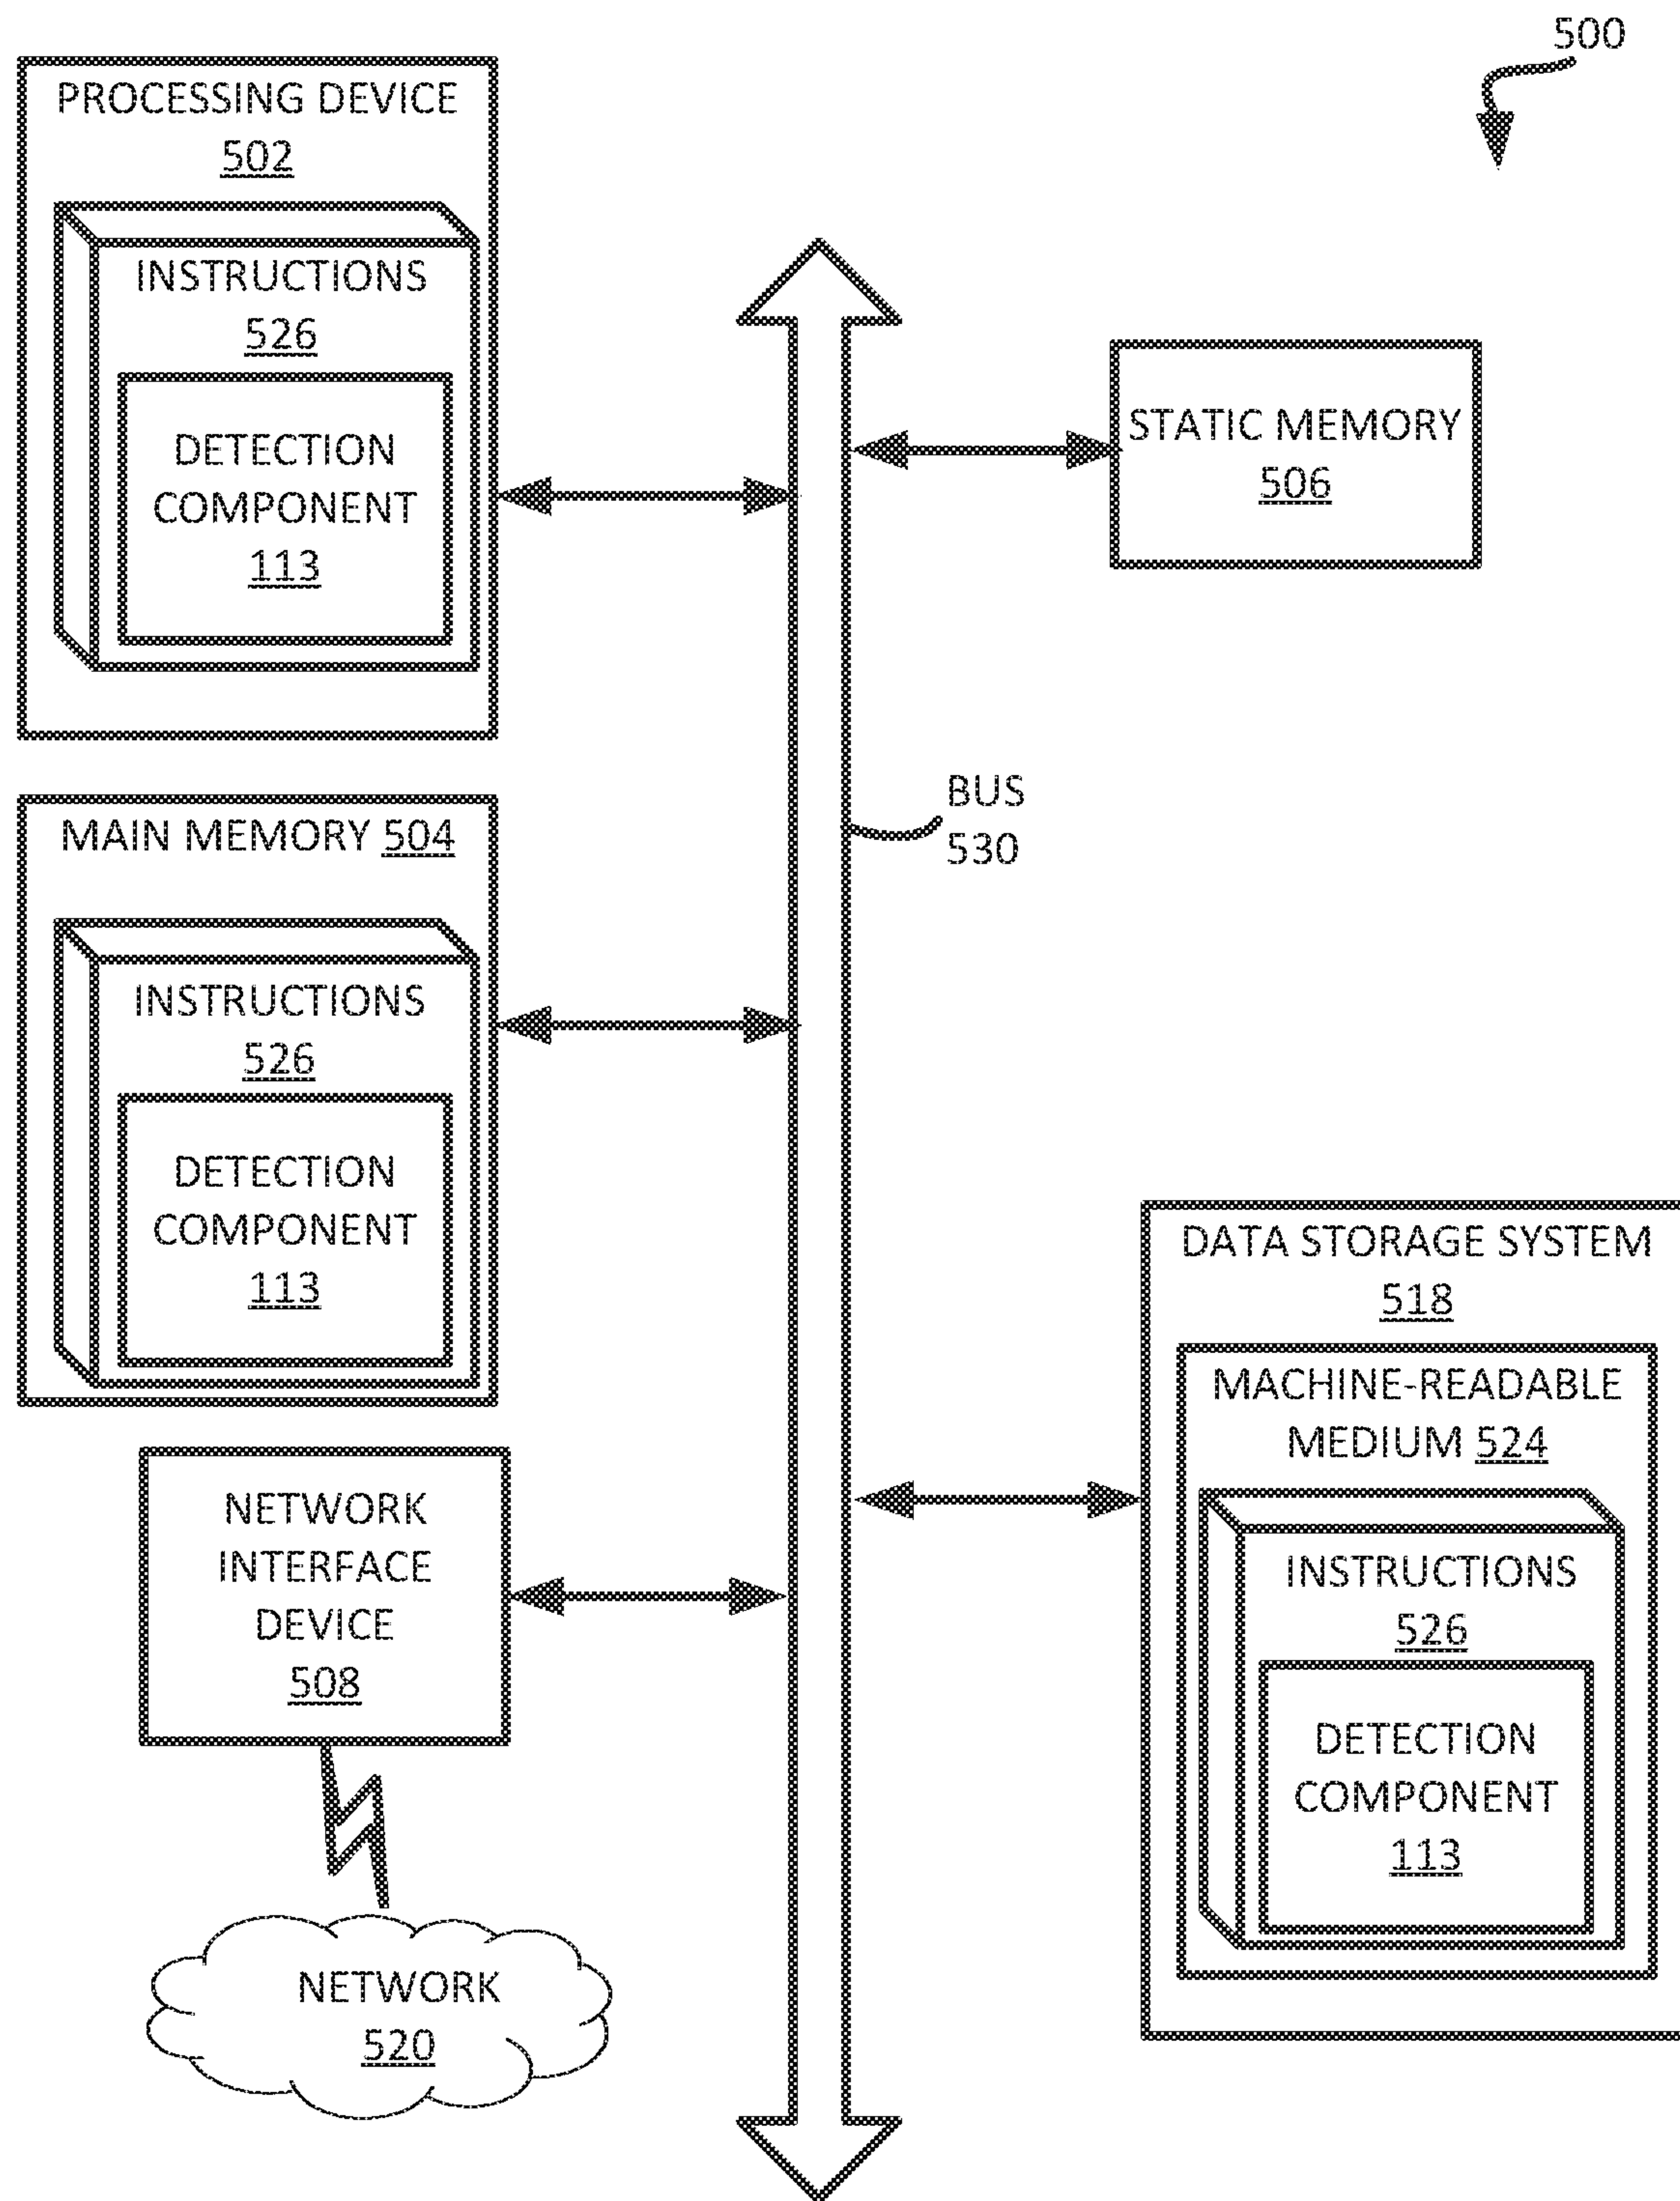 500
PROCESSING DEVICE
502
INSTRUCTIONS
526
DETECTION
COMPONENT
113
STATIC MEMORY
506
BUS
530
MAIN MEMORY 504
INSTRUCTIONS
526
DETECTION
COMPONENT
113
DATA STORAGE SYSTEM
518
MACHINE-READABLE
MEDIUM 524
INSTRUCTIONS
526
DETECTION
COMPONENT
113
NETWORK
INTERFACE
DEVICE
508
NETWORK
520